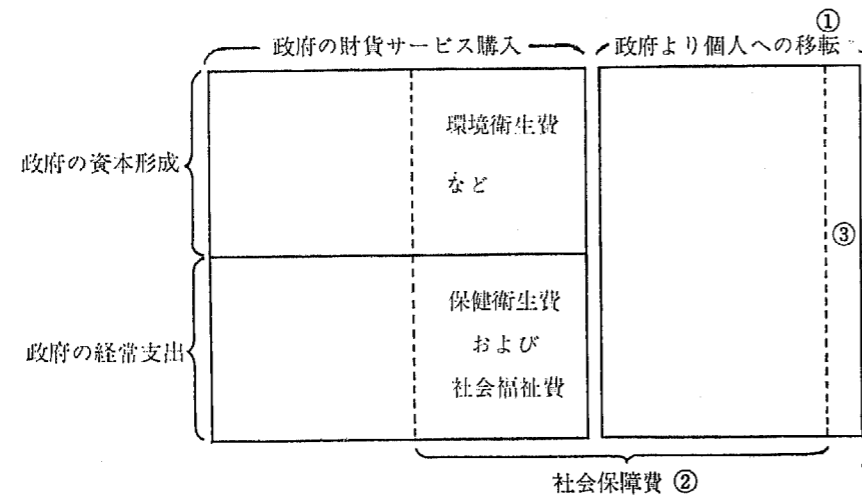 ①
政府の財貨サービス購入
政府より個人への移転
政府の資本形成
環境衛生費
など
③
政府の経常支出
保健衛生費
および
社会福祉費
社会保障費 ②